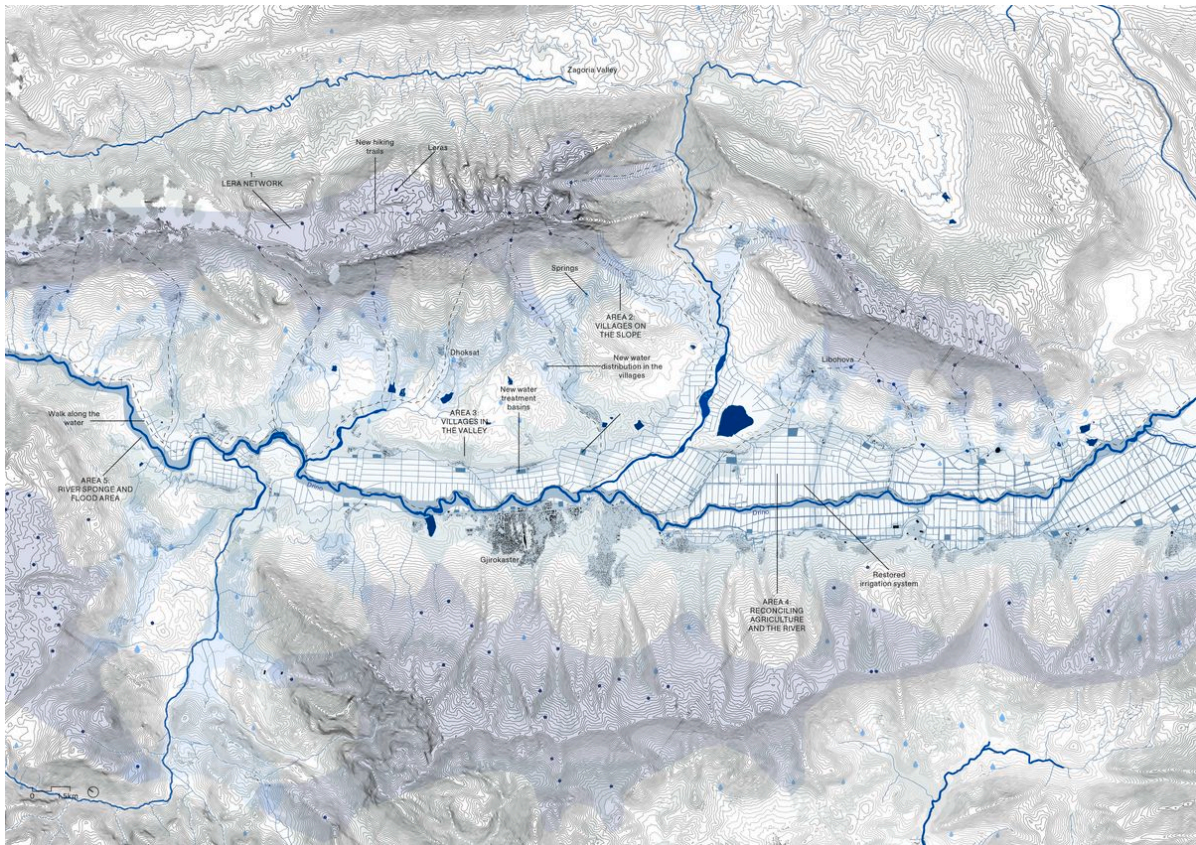 Zagoria Valley
New hiking
trails
Leras
1.
LERA NETWORK
Springs
AREA 2:
VILLAGES ON
THE SLOPE
Dhoksat
New water
distribution in the
villages
Libohova
New water
treatment
basins
Walk along the
water
AREA 3:
VILLAGES IN
THE VALLEY
AREA 5:
RIVER SPONGE AND
FLOOD AREA
Drino
Drino
Gjirokaster
Restored
irrigation system
AREA 4:
RECONCILING
AGRICULTURE
AND THE RIVER